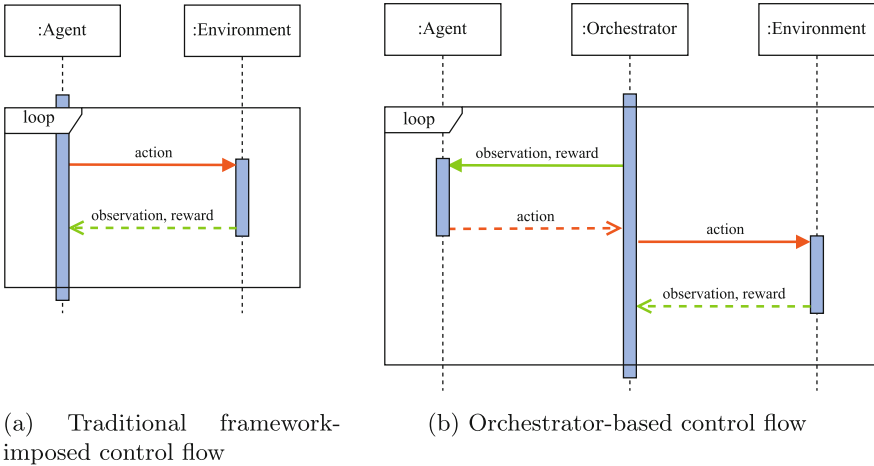 :Agent
:Environment
loop
action
observation, reward
(a) Traditional framework-
imposed control flow
:Agent
:Orchestrator
:Environment
loop
observation, reward
action
action
observation, reward
(b) Orchestrator-based control flow